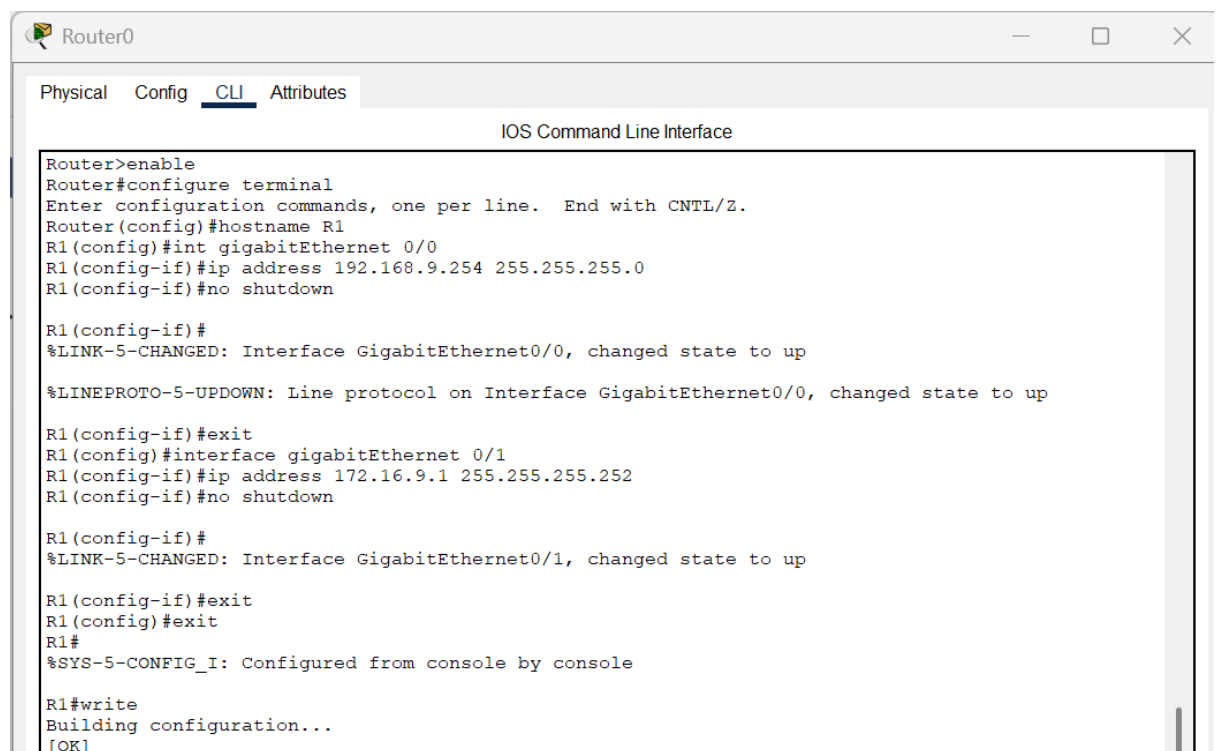 Router0
Physical Config CLI Attributes
IOS Command Line Interface
Router>enable
Router#configure terminal
Enter configuration commands, one per line.  End with CNTL/Z.
Router(config)#hostname R1
R1(config)#int gigabitEthernet 0/0
R1(config-if)#ip address 192.168.9.254 255.255.255.0
R1(config-if)#no shutdown
R1(config-if)#
%LINK-5-CHANGED: Interface GigabitEthernet0/0, changed state to up
%LINEPROTO-5-UPDOWN: Line protocol on Interface GigabitEthernet0/0, changed state to up
R1(config-if)#exit
R1(config)#interface gigabitEthernet 0/1
R1(config-if)#ip address 172.16.9.1 255.255.255.252
R1(config-if)#no shutdown
R1(config-if)#
%LINK-5-CHANGED: Interface GigabitEthernet0/1, changed state to up
R1(config-if)#exit
R1(config)#exit
R1#
%SYS-5-CONFIG_I: Configured from console by console
R1#write
Building configuration...
[OK]